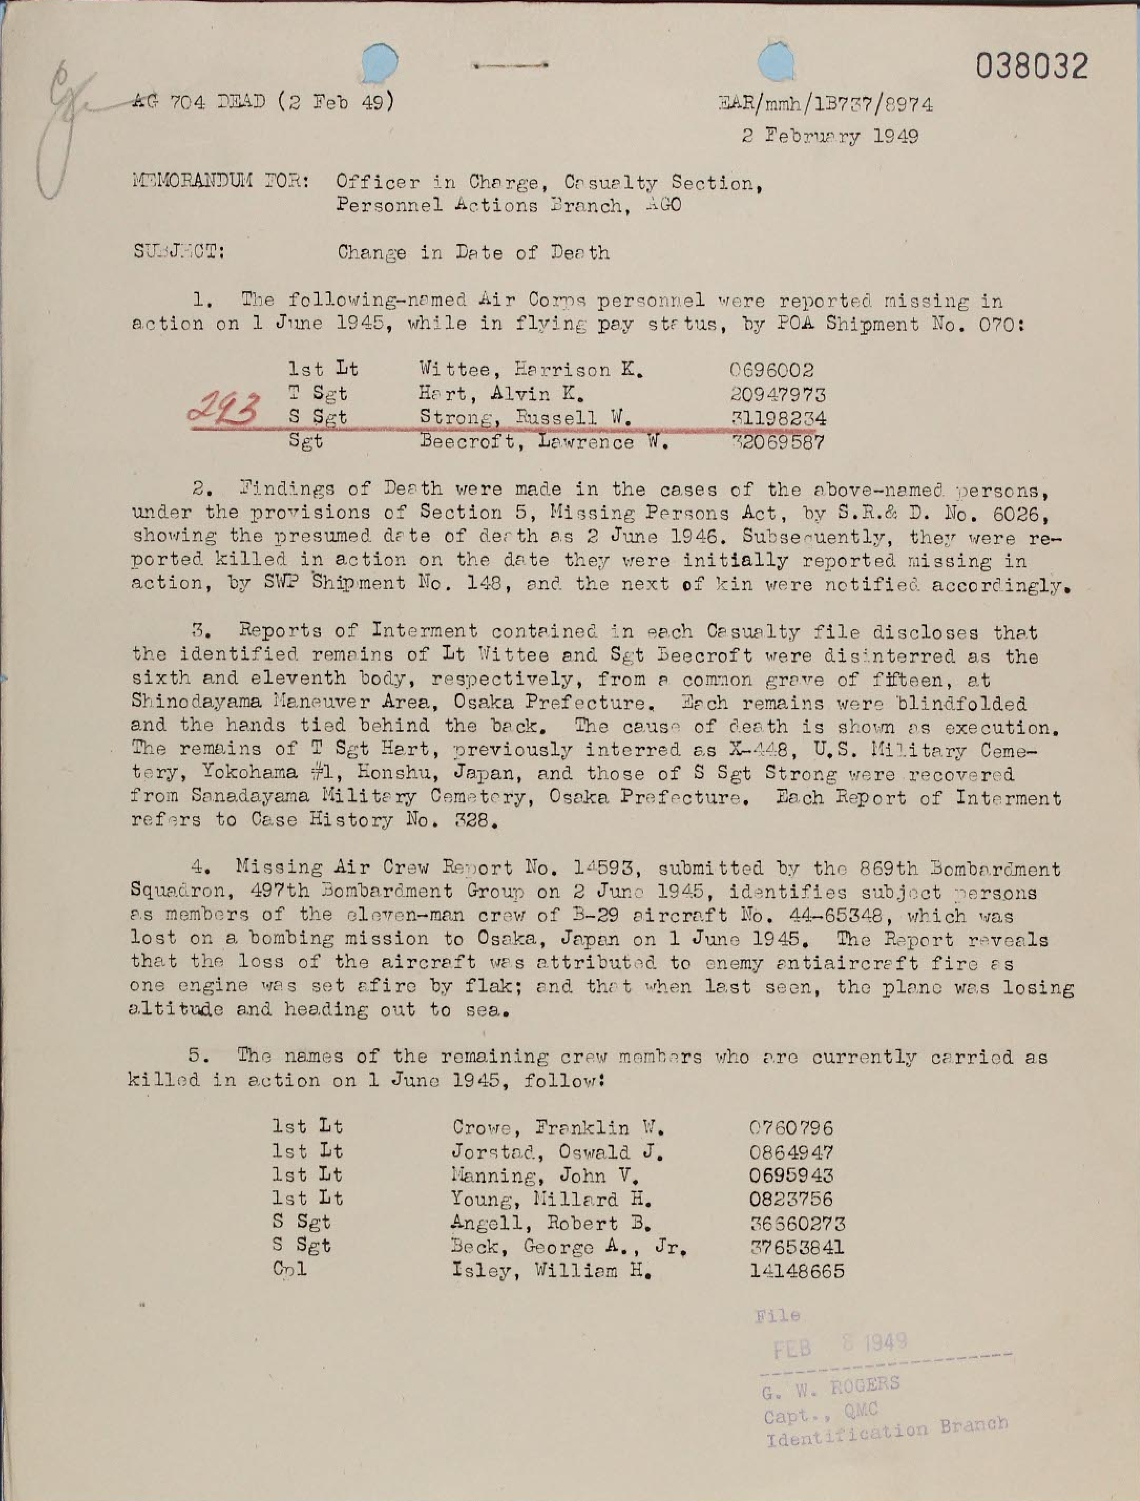 038032
AG 704 DEAD (2 Feb 49)
EAR/mmh/1B737/8974
2 February 1949
MEMORANDUM FOR: Officer in Charge, Casualty Section,
Personnel Actions Branch, AGO
SUBJECT: Change in Date of Death
1. The following-named Air Corps personnel were reported missing in
action on 1 June 1945, while in flying pay status, by POA Shipment No. 070:
1st Lt Wittee, Harrison K. 0696002
T Sgt Hart, Alvin K. 20947973
293 S Sgt Strong, Russell W. 31198234
Sgt Beecroft, Lawrence W. 32069587
2. Findings of Death were made in the cases of the above-named persons,
under the provisions of Section 5, Missing Persons Act, by S.R.& D. No. 6026,
showing the presumed date of death as 2 June 1946. Subsequently, they were re-
ported killed in action on the date they were initially reported missing in
action, by SWP Shipment No. 148, and the next of kin were notified accordingly.
3. Reports of Interment contained in each Casualty file discloses that
the identified remains of Lt Wittee and Sgt Beecroft were disinterred as the
sixth and eleventh body, respectively, from a common grave of fifteen, at
Shinodayama Maneuver Area, Osaka Prefecture. Each remains were blindfolded
and the hands tied behind the back. The cause of death is shown as execution.
The remains of T Sgt Hart, previously interred as X-448, U.S. Military Ceme-
tery, Yokohama #1, Honshu, Japan, and those of S Sgt Strong were recovered
from Sanadayama Military Cemetery, Osaka Prefecture. Each Report of Interment
refers to Case History No. 328.
4. Missing Air Crew Report No. 14593, submitted by the 869th Bombardment
Squadron, 497th Bombardment Group on 2 June 1945, identifies subject persons
as members of the eleven-man crew of B-29 aircraft No. 44-65348, which was
lost on a bombing mission to Osaka, Japan on 1 June 1945. The Report reveals
that the loss of the aircraft was attributed to enemy antiaircraft fire as
one engine was set afire by flak; and that when last seen, the plane was losing
altitude and heading out to sea.
5. The names of the remaining crew members who are currently carried as
killed in action on 1 June 1945, follow:
1st Lt Crowe, Franklin W. 0760796
1st Lt Jorstad, Oswald J. 0864947
1st Lt Manning, John V. 0695943
1st Lt Young, Millard H. 0823756
S Sgt Angell, Robert B. 36660273
S Sgt Beck, George A., Jr. 37653841
Cpl Isley, William H. 14148665
File
FEB 8 1949
G. W. ROGERS
Capt., QMC
Identification Branch